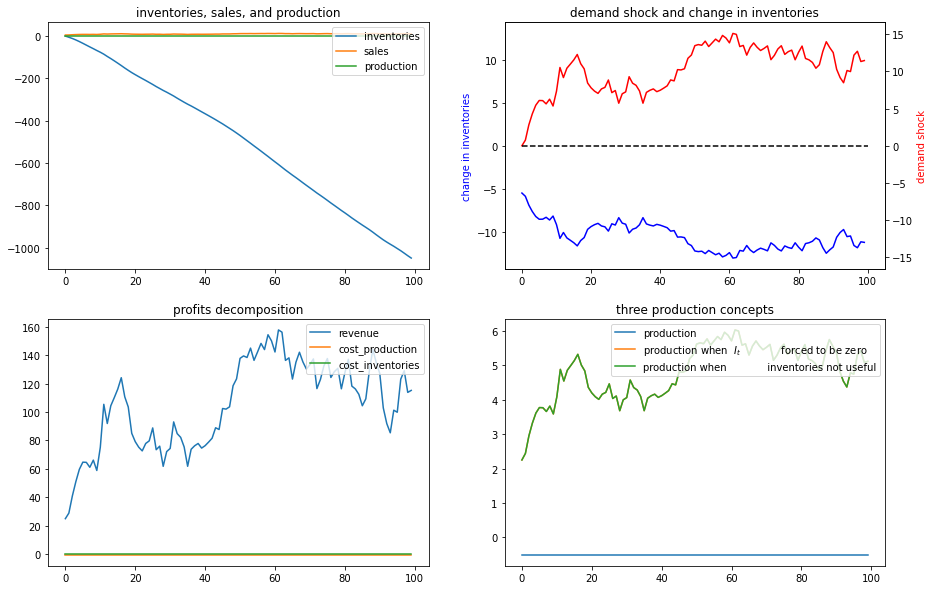 inventories, sales, and production
inventories
sales
production
0
−200
−400
−600
−800
−1000
0 20 40 60 80 100
demand shock and change in inventories
change in inventories
10
5
0
−5
−10
15
10
5
0
−5
−10
−15
demand shock
0 20 40 60 80 100
profits decomposition
revenue
cost_production
cost_inventories
160
140
120
100
80
60
40
20
0
0 20 40 60 80 100
three production concepts
production
production when I_t forced to be zero
production when inventories not useful
6
5
4
3
2
1
0
0 20 40 60 80 100